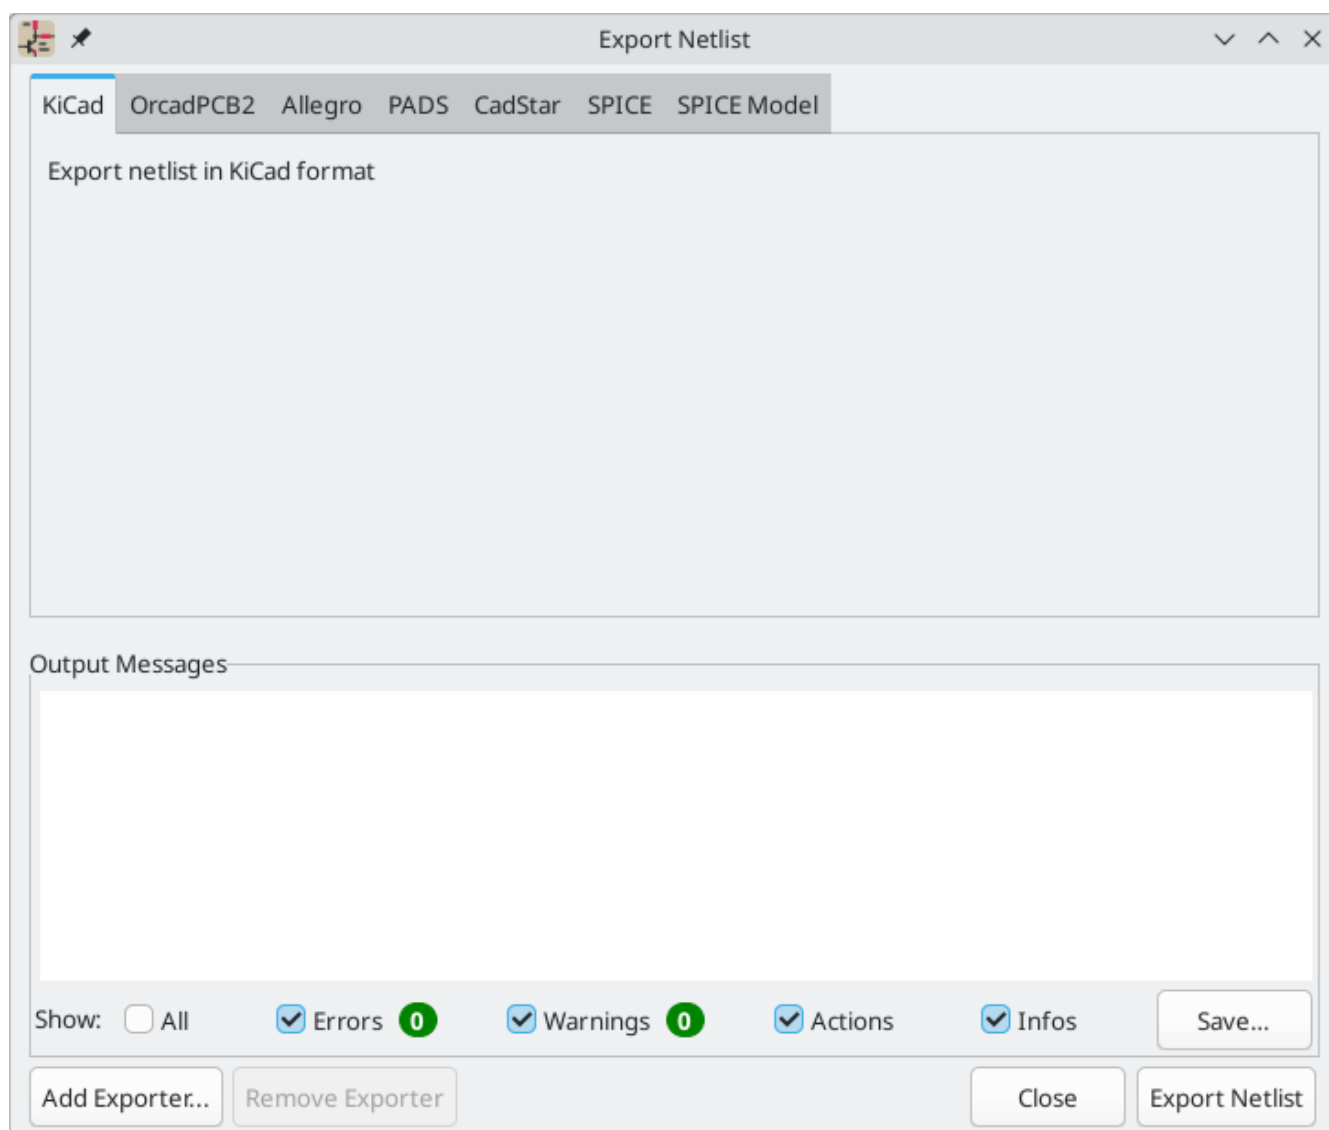 Export Netlist
KiCad OrcadPCB2 Allegro PADS CadStar SPICE SPICE Model
Export netlist in KiCad format
Output Messages
Show: All Errors 0 Warnings 0 Actions Infos Save...
Add Exporter... Remove Exporter Close Export Netlist